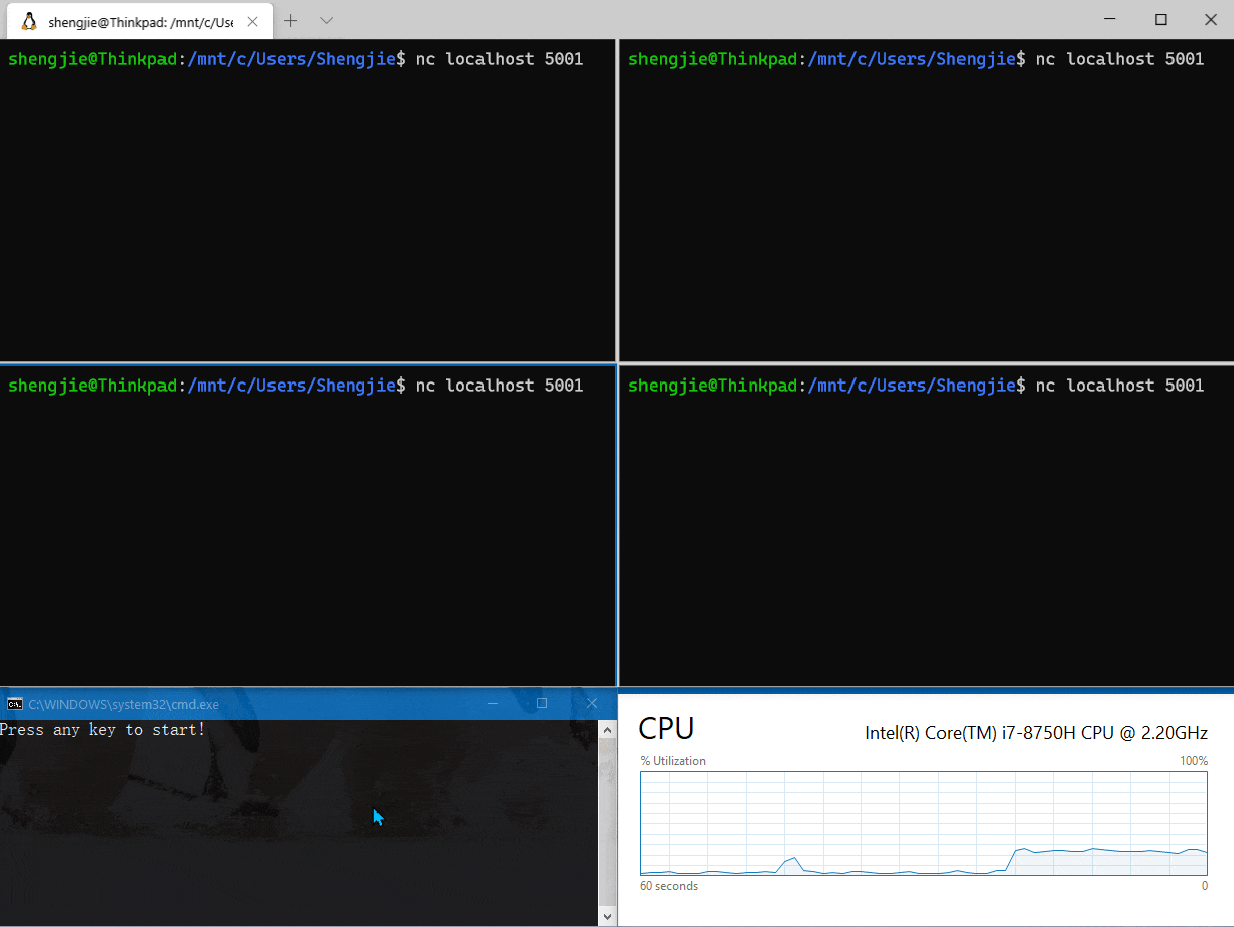 shengjie@Thinkpad: /mnt/c/Use
shengjie@Thinkpad:/mnt/c/Users/Shengjie$ nc localhost 5001
shengjie@Thinkpad:/mnt/c/Users/Shengjie$ nc localhost 5001
shengjie@Thinkpad:/mnt/c/Users/Shengjie$ nc localhost 5001
shengjie@Thinkpad:/mnt/c/Users/Shengjie$ nc localhost 5001
C:\WINDOWS\system32\cmd.exe
Press any key to start!
CPU
Intel(R) Core(TM) i7-8750H CPU @ 2.20GHz
% Utilization
100%
60 seconds
0